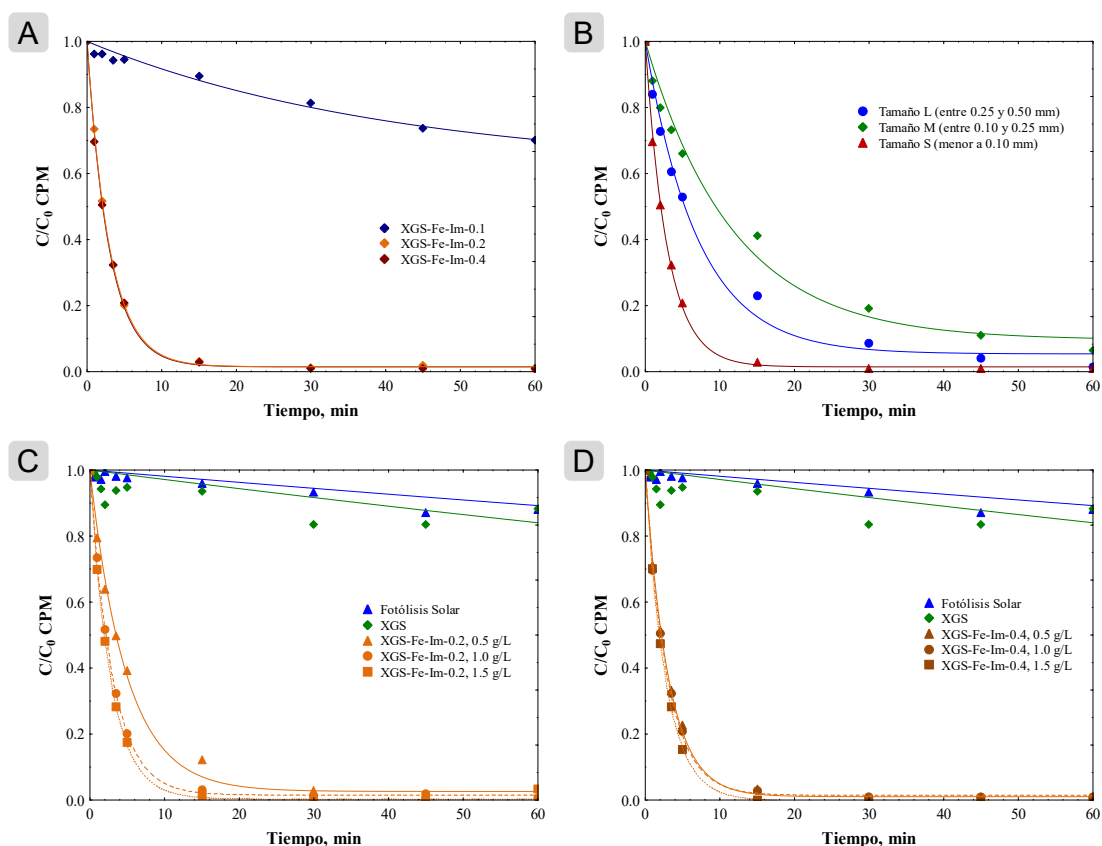 A
1.0
0.8
0.6
0.4
0.2
0.0
C/C0 CPM
XGS-Fe-Im-0.1
XGS-Fe-Im-0.2
XGS-Fe-Im-0.4
0 10 20 30 40 50 60
Tiempo, min
B
1.0
0.8
0.6
0.4
0.2
0.0
C/C0 CPM
Tamaño L (entre 0.25 y 0.50 mm)
Tamaño M (entre 0.10 y 0.25 mm)
Tamaño S (menor a 0.10 mm)
0 10 20 30 40 50 60
Tiempo, min
C
1.0
0.8
0.6
0.4
0.2
0.0
C/C0 CPM
Fotólisis Solar
XGS
XGS-Fe-Im-0.2, 0.5 g/L
XGS-Fe-Im-0.2, 1.0 g/L
XGS-Fe-Im-0.2, 1.5 g/L
0 10 20 30 40 50 60
Tiempo, min
D
1.0
0.8
0.6
0.4
0.2
0.0
C/C0 CPM
Fotólisis Solar
XGS
XGS-Fe-Im-0.4, 0.5 g/L
XGS-Fe-Im-0.4, 1.0 g/L
XGS-Fe-Im-0.4, 1.5 g/L
0 10 20 30 40 50 60
Tiempo, min